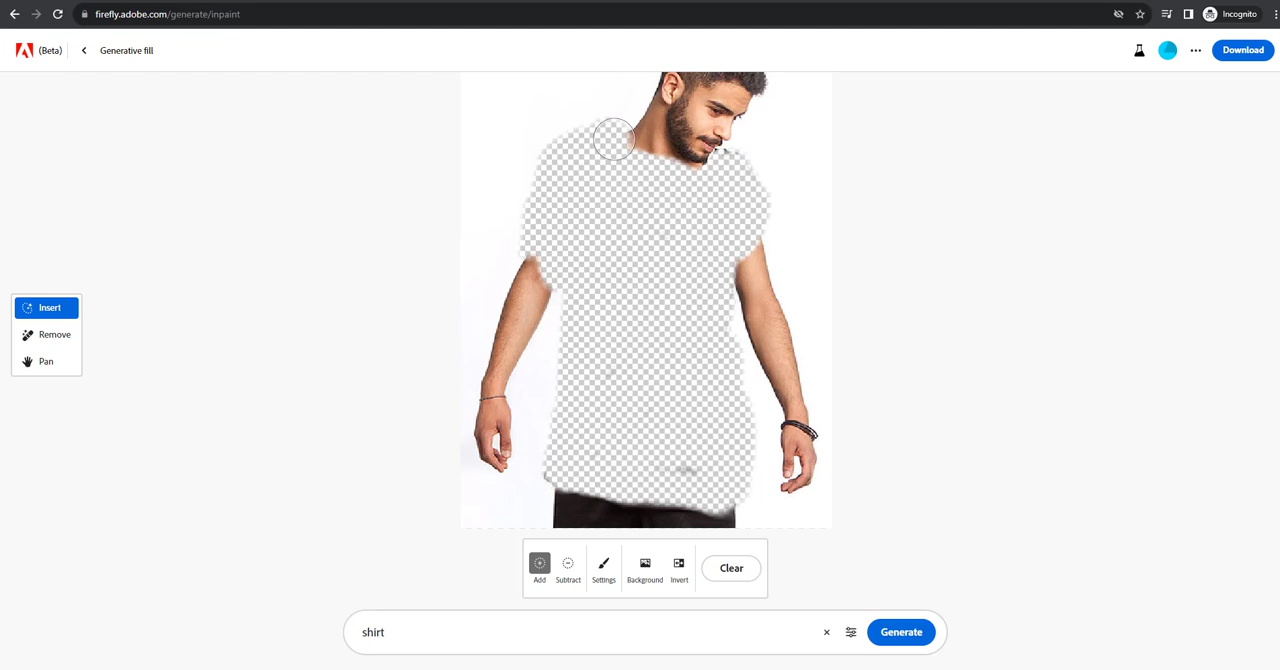 firefly.adobe.com/generate/inpaint
Incognito
(Beta)
Generative fill
Download
Insert
Remove
Pan
Add
Subtract
Settings
Background
Invert
Clear
shirt
Generate